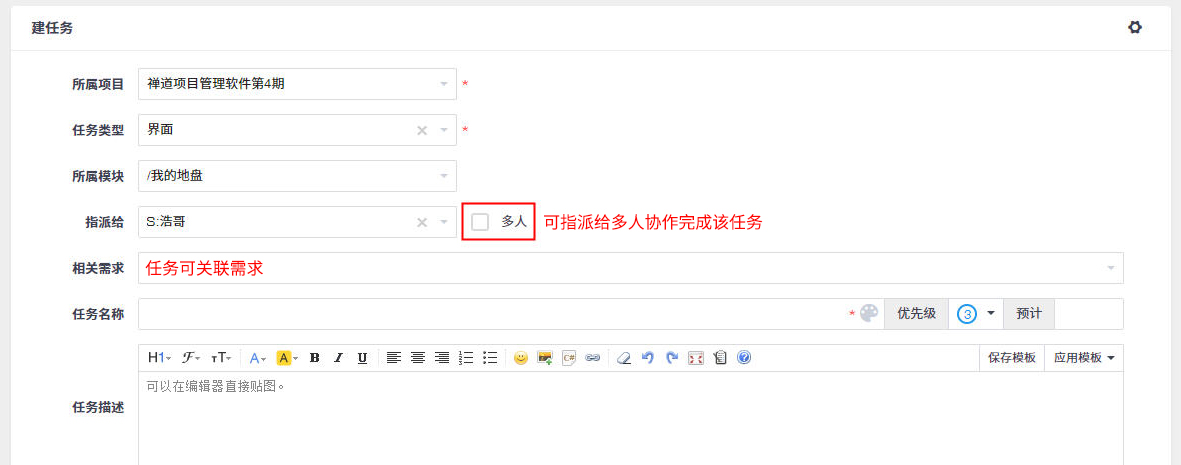 建任务
所属项目 禅道项目管理软件第4期 *
任务类型 界面 *
所属模块 /我的地盘
指派给 S:浩哥 多人 可指派给多人协作完成该任务
相关需求 任务可关联需求
任务名称 * 优先级 3 预计
H1 F TT A A B I U C# 保存模板 应用模板
可以在编辑器直接贴图。
任务描述